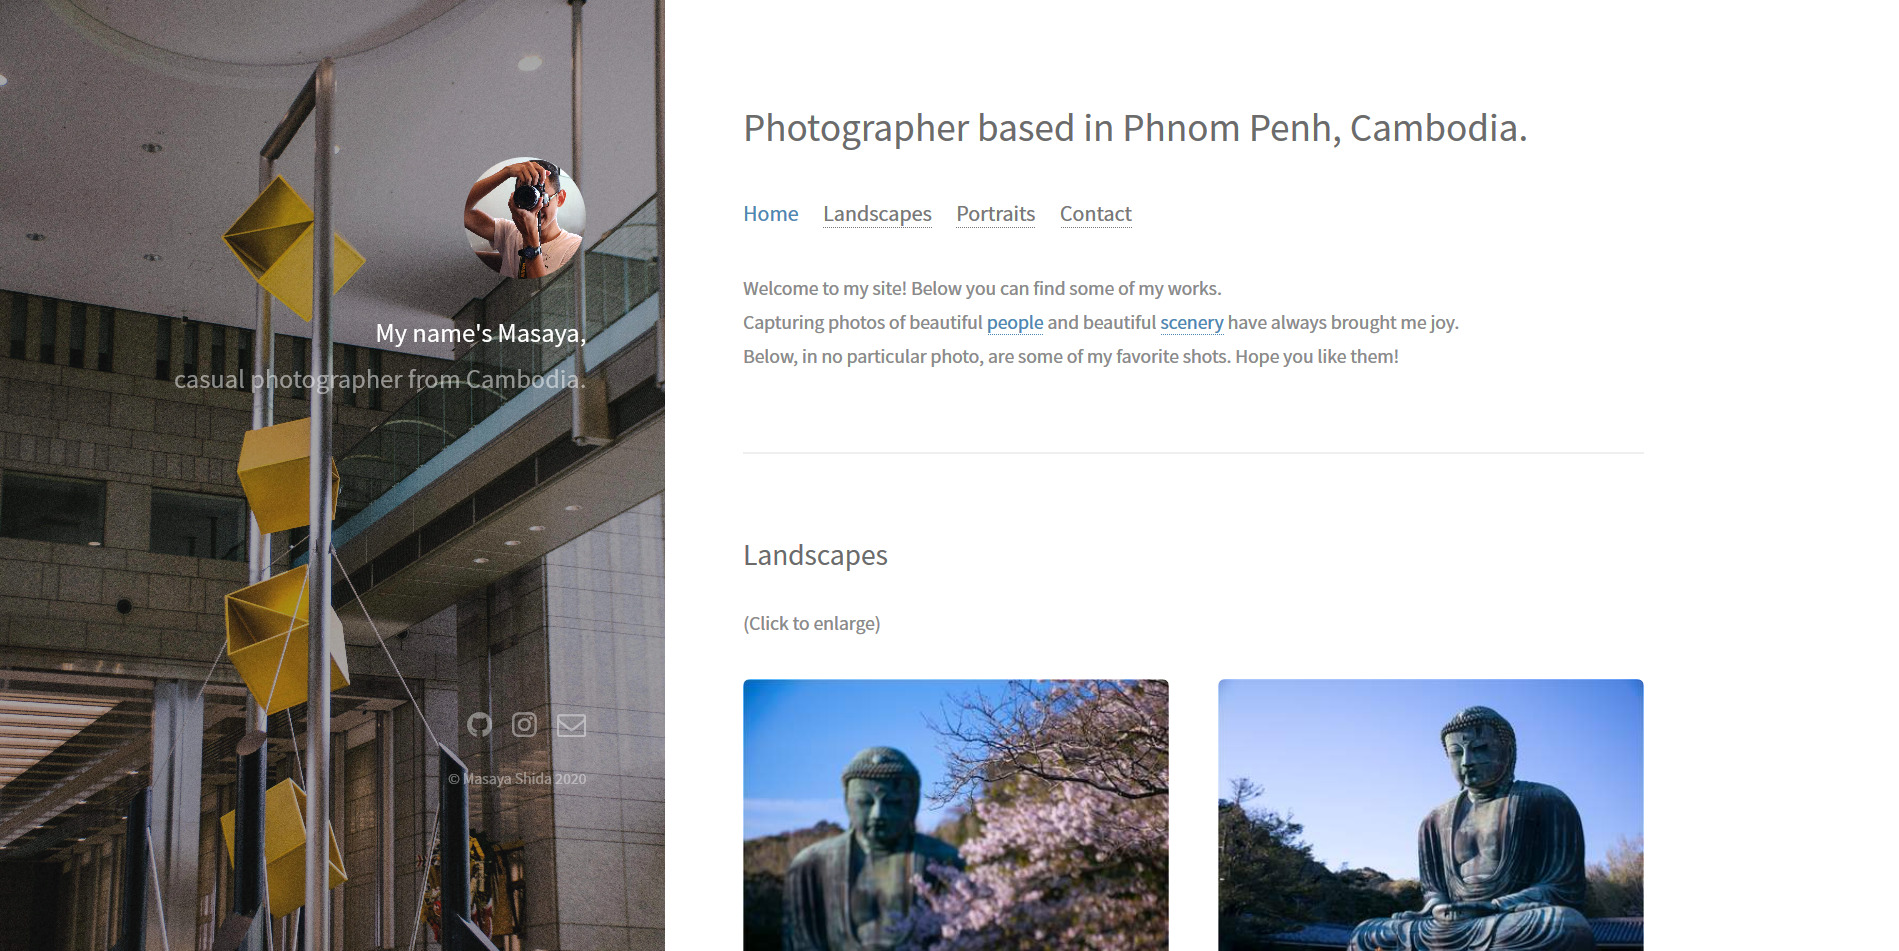 My name's Masaya,
casual photographer from Cambodia.
© Masaya Shida 2020
Photographer based in Phnom Penh, Cambodia.
Home Landscapes Portraits Contact
Welcome to my site! Below you can find some of my works.
Capturing photos of beautiful people and beautiful scenery have always brought me joy.
Below, in no particular photo, are some of my favorite shots. Hope you like them!
Landscapes
(Click to enlarge)